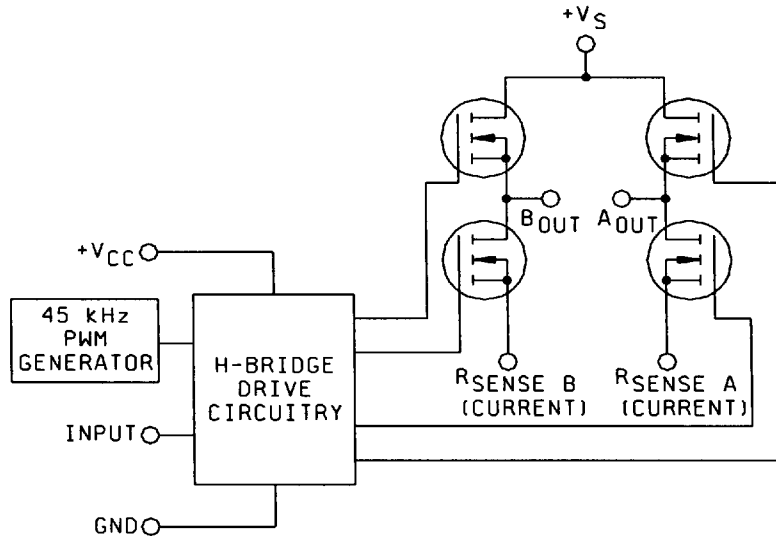 +VS
BOUT
AOUT
+VCC
45 kHz
PWM
GENERATOR
H-BRIDGE
DRIVE
CIRCUITRY
RSENSE B
(CURRENT)
RSENSE A
(CURRENT)
INPUT
GND